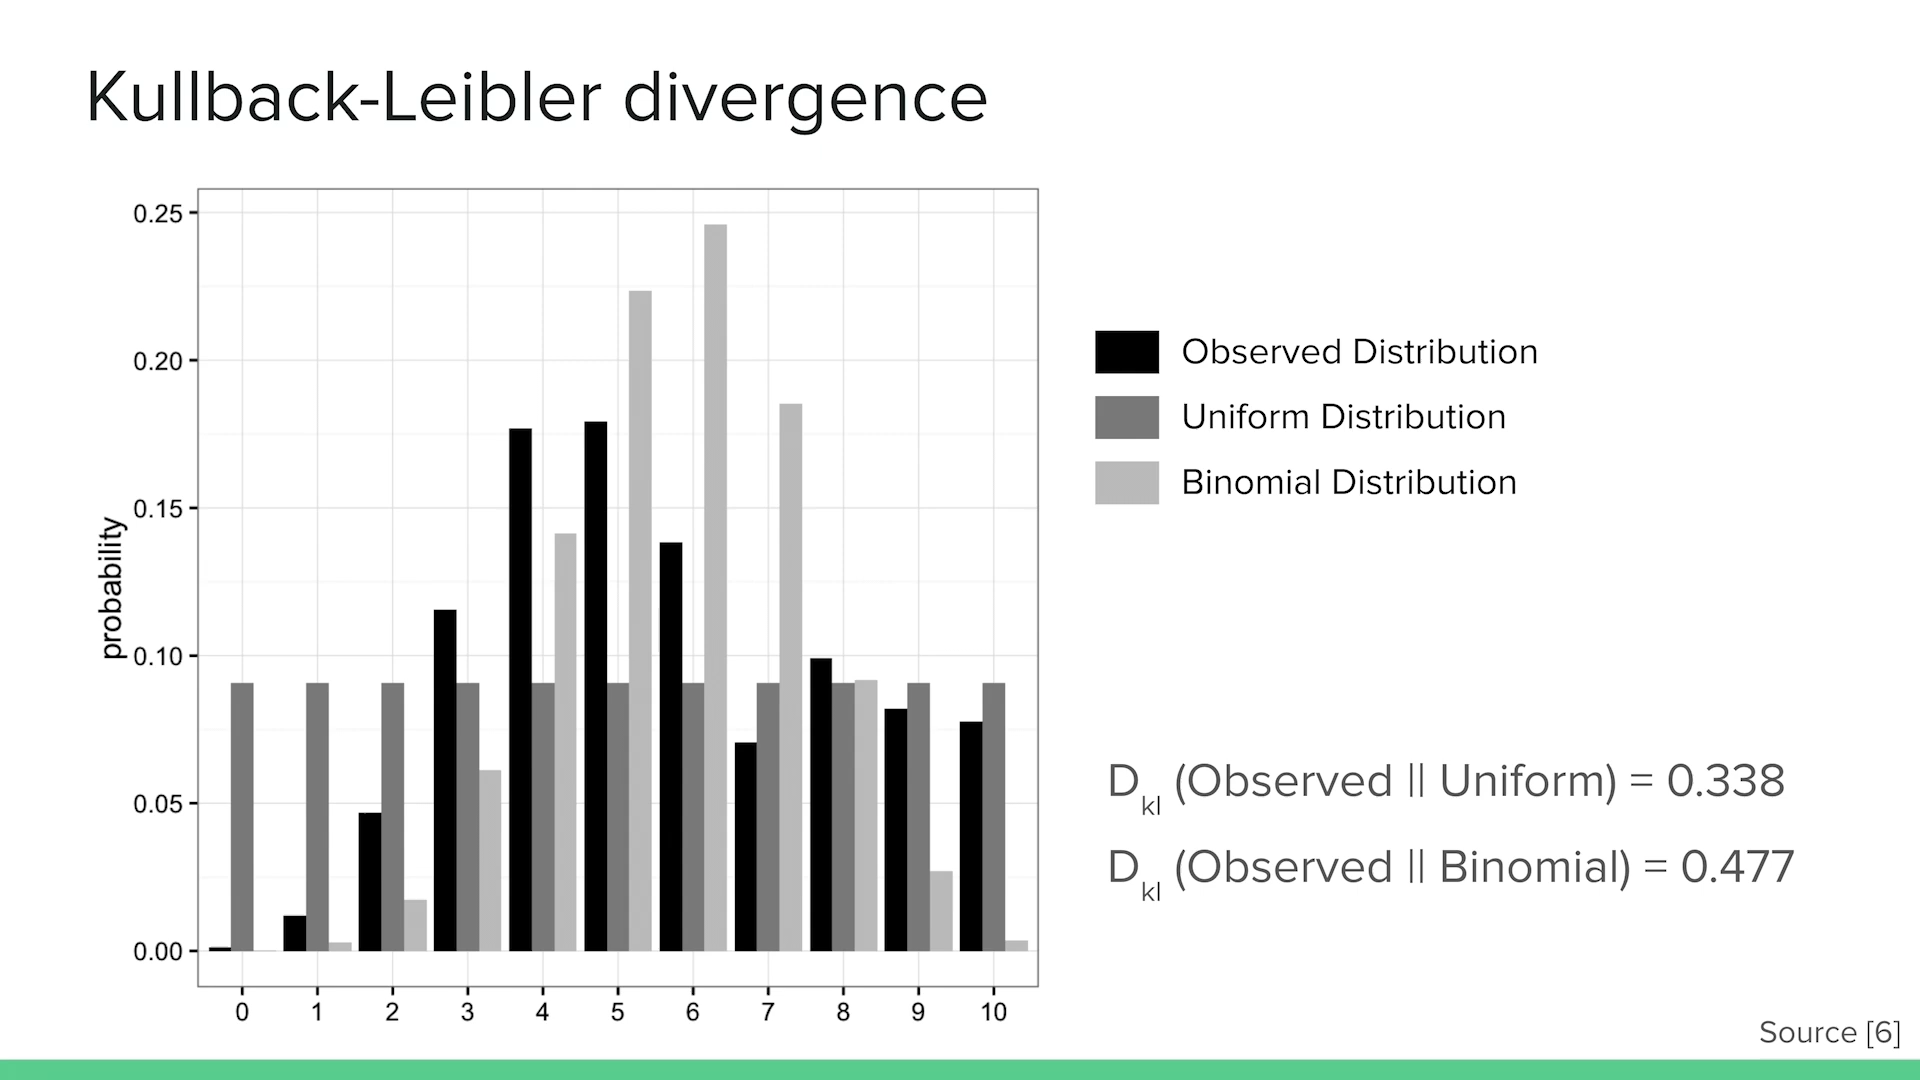 Kullback-Leibler divergence
0.25
0.20
0.15
0.10
0.05
0.00
probability
0 1 2 3 4 5 6 7 8 9 10
Observed Distribution
Uniform Distribution
Binomial Distribution
Dkl (Observed || Uniform) = 0.338
Dkl (Observed || Binomial) = 0.477
Source [6]